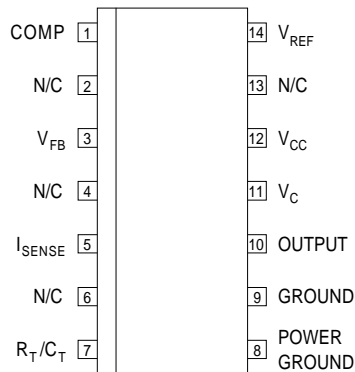 COMP 1 14 V_REF
N/C 2 13 N/C
V_FB 3 12 V_CC
N/C 4 11 V_C
I_SENSE 5 10 OUTPUT
N/C 6 9 GROUND
R_T/C_T 7 8 POWER
GROUND